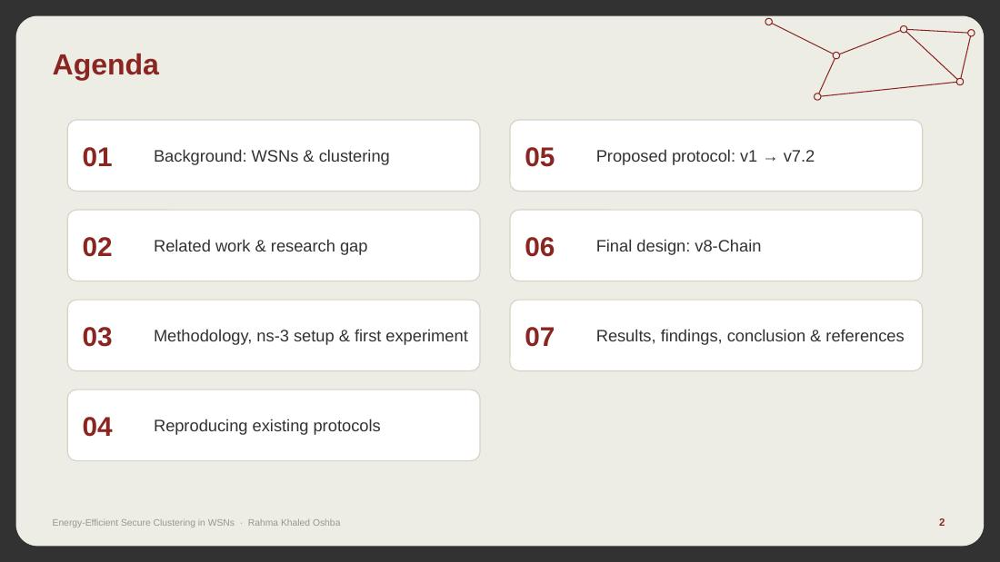 Agenda
01 Background: WSNs & clustering
02 Related work & research gap
03 Methodology, ns-3 setup & first experiment
04 Reproducing existing protocols
05 Proposed protocol: v1 → v7.2
06 Final design: v8-Chain
07 Results, findings, conclusion & references
Energy-Efficient Secure Clustering in WSNs · Rahma Khaled Oshba
2